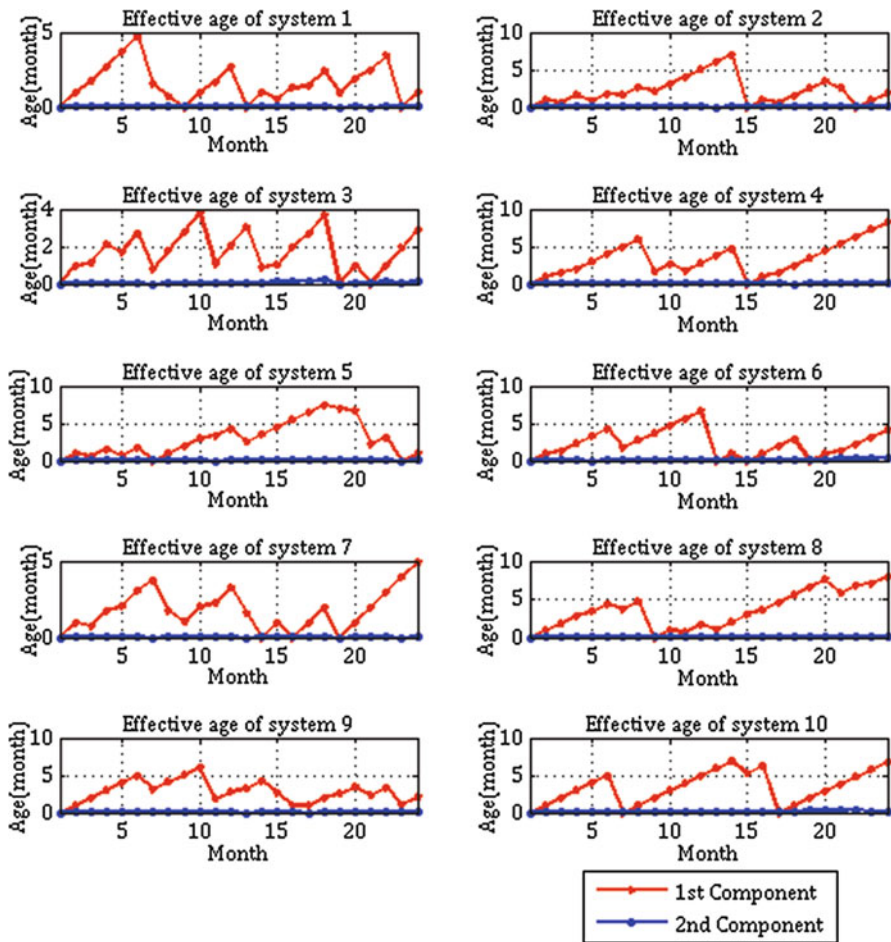 Effective age of system 1
5
0
Age(month)
5 10 15 20
Month
Effective age of system 2
10
5
0
Age(month)
5 10 15 20
Month
Effective age of system 3
4
2
0
Age(month)
5 10 15 20
Month
Effective age of system 4
10
5
0
Age(month)
5 10 15 20
Month
Effective age of system 5
10
5
0
Age(month)
5 10 15 20
Month
Effective age of system 6
10
5
0
Age(month)
5 10 15 20
Month
Effective age of system 7
5
0
Age(month)
5 10 15 20
Month
Effective age of system 8
10
5
0
Age(month)
5 10 15 20
Month
Effective age of system 9
10
5
0
Age(month)
5 10 15 20
Month
Effective age of system 10
10
5
0
Age(month)
5 10 15 20
Month
1st Component
2nd Component